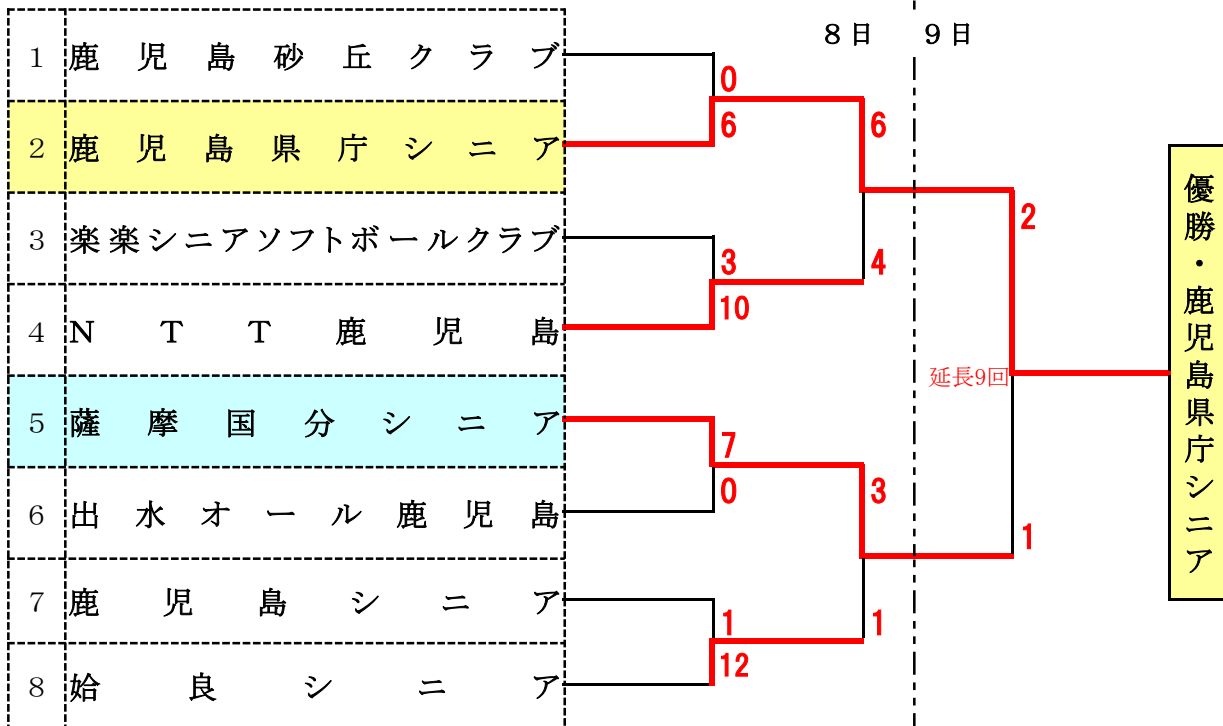 8日 9日
1 鹿児島砂丘クラブ
0
2 鹿児島県庁シニア
6
6
3 楽楽シニアソフトボールクラブ
3
4
4 NTT鹿児島
10
2
延長9回
5 薩摩国分シニア
7
3
6 出水オール鹿児島
0
1
7 鹿児島シニア
1
1
8 姶良シニア
12
優勝・鹿児島県庁シニア